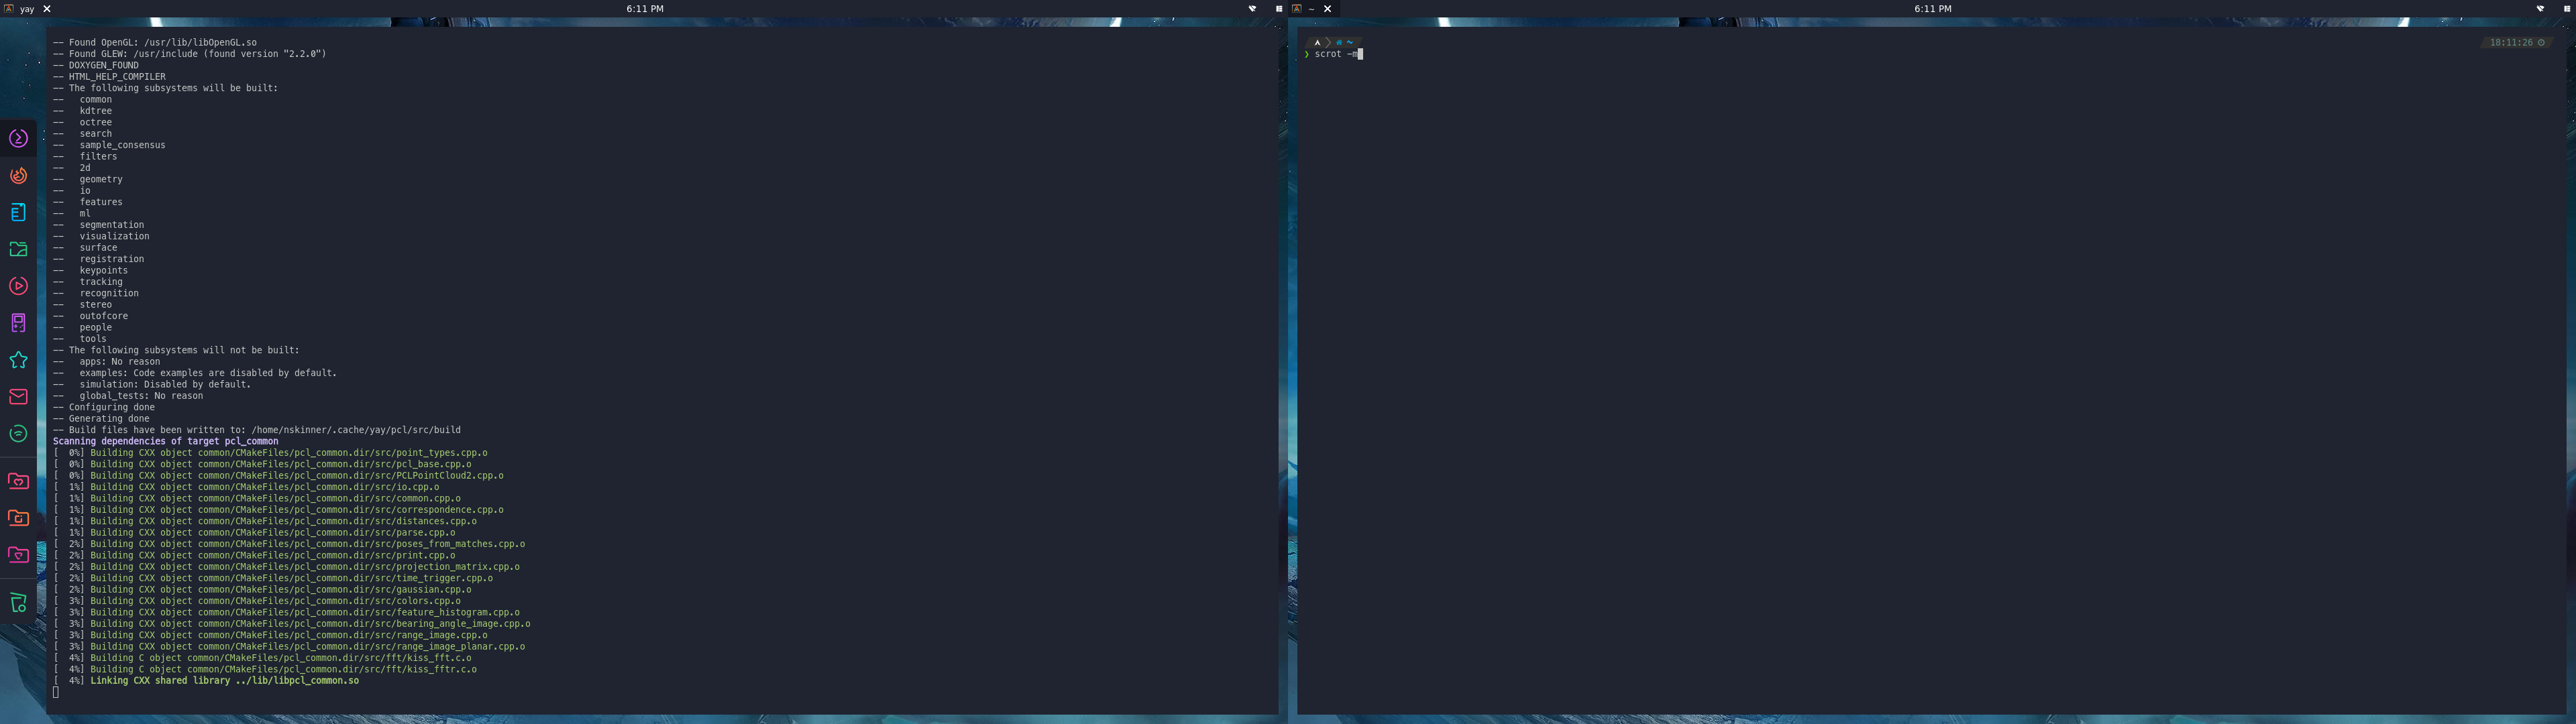 yay
6:11 PM
-- Found OpenGL: /usr/lib/libOpenGL.so
-- Found GLEW: /usr/include (found version "2.2.0")
-- DOXYGEN_FOUND
-- HTML_HELP_COMPILER
-- The following subsystems will be built:
--   common
--   kdtree
--   octree
--   search
--   sample_consensus
--   filters
--   2d
--   geometry
--   io
--   features
--   ml
--   segmentation
--   visualization
--   surface
--   registration
--   keypoints
--   tracking
--   recognition
--   stereo
--   outofcore
--   people
--   tools
-- The following subsystems will not be built:
--   apps: No reason
--   examples: Code examples are disabled by default.
--   simulation: Disabled by default.
--   global_tests: No reason
-- Configuring done
-- Generating done
-- Build files have been written to: /home/nskinner/.cache/yay/pcl/src/build
Scanning dependencies of target pcl_common
[  0%] Building CXX object common/CMakeFiles/pcl_common.dir/src/point_types.cpp.o
[  0%] Building CXX object common/CMakeFiles/pcl_common.dir/src/pcl_base.cpp.o
[  0%] Building CXX object common/CMakeFiles/pcl_common.dir/src/PCLPointCloud2.cpp.o
[  1%] Building CXX object common/CMakeFiles/pcl_common.dir/src/io.cpp.o
[  1%] Building CXX object common/CMakeFiles/pcl_common.dir/src/common.cpp.o
[  1%] Building CXX object common/CMakeFiles/pcl_common.dir/src/correspondence.cpp.o
[  1%] Building CXX object common/CMakeFiles/pcl_common.dir/src/distances.cpp.o
[  1%] Building CXX object common/CMakeFiles/pcl_common.dir/src/parse.cpp.o
[  2%] Building CXX object common/CMakeFiles/pcl_common.dir/src/poses_from_matches.cpp.o
[  2%] Building CXX object common/CMakeFiles/pcl_common.dir/src/print.cpp.o
[  2%] Building CXX object common/CMakeFiles/pcl_common.dir/src/projection_matrix.cpp.o
[  2%] Building CXX object common/CMakeFiles/pcl_common.dir/src/time_trigger.cpp.o
[  2%] Building CXX object common/CMakeFiles/pcl_common.dir/src/gaussian.cpp.o
[  3%] Building CXX object common/CMakeFiles/pcl_common.dir/src/colors.cpp.o
[  3%] Building CXX object common/CMakeFiles/pcl_common.dir/src/feature_histogram.cpp.o
[  3%] Building CXX object common/CMakeFiles/pcl_common.dir/src/bearing_angle_image.cpp.o
[  3%] Building CXX object common/CMakeFiles/pcl_common.dir/src/range_image.cpp.o
[  3%] Building CXX object common/CMakeFiles/pcl_common.dir/src/range_image_planar.cpp.o
[  4%] Building C object common/CMakeFiles/pcl_common.dir/src/fft/kiss_fft.c.o
[  4%] Building C object common/CMakeFiles/pcl_common.dir/src/fft/kiss_fftr.c.o
[  4%] Linking CXX shared library ../lib/libpcl_common.so
~
6:11 PM
~
18:11:26
❯ scrot -m